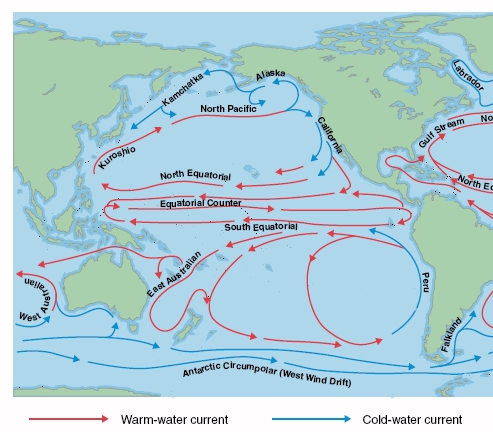 Kamchatka
Alaska
Labrador
North Pacific
California
Gulf Stream
No
Kuroshio
North Equatorial
North Ec
Equatorial Counter
South Equatorial
East Australian
West Australian
Peru
Falkland
Antarctic Circumpolar (West Wind Drift)
Warm-water current
Cold-water current